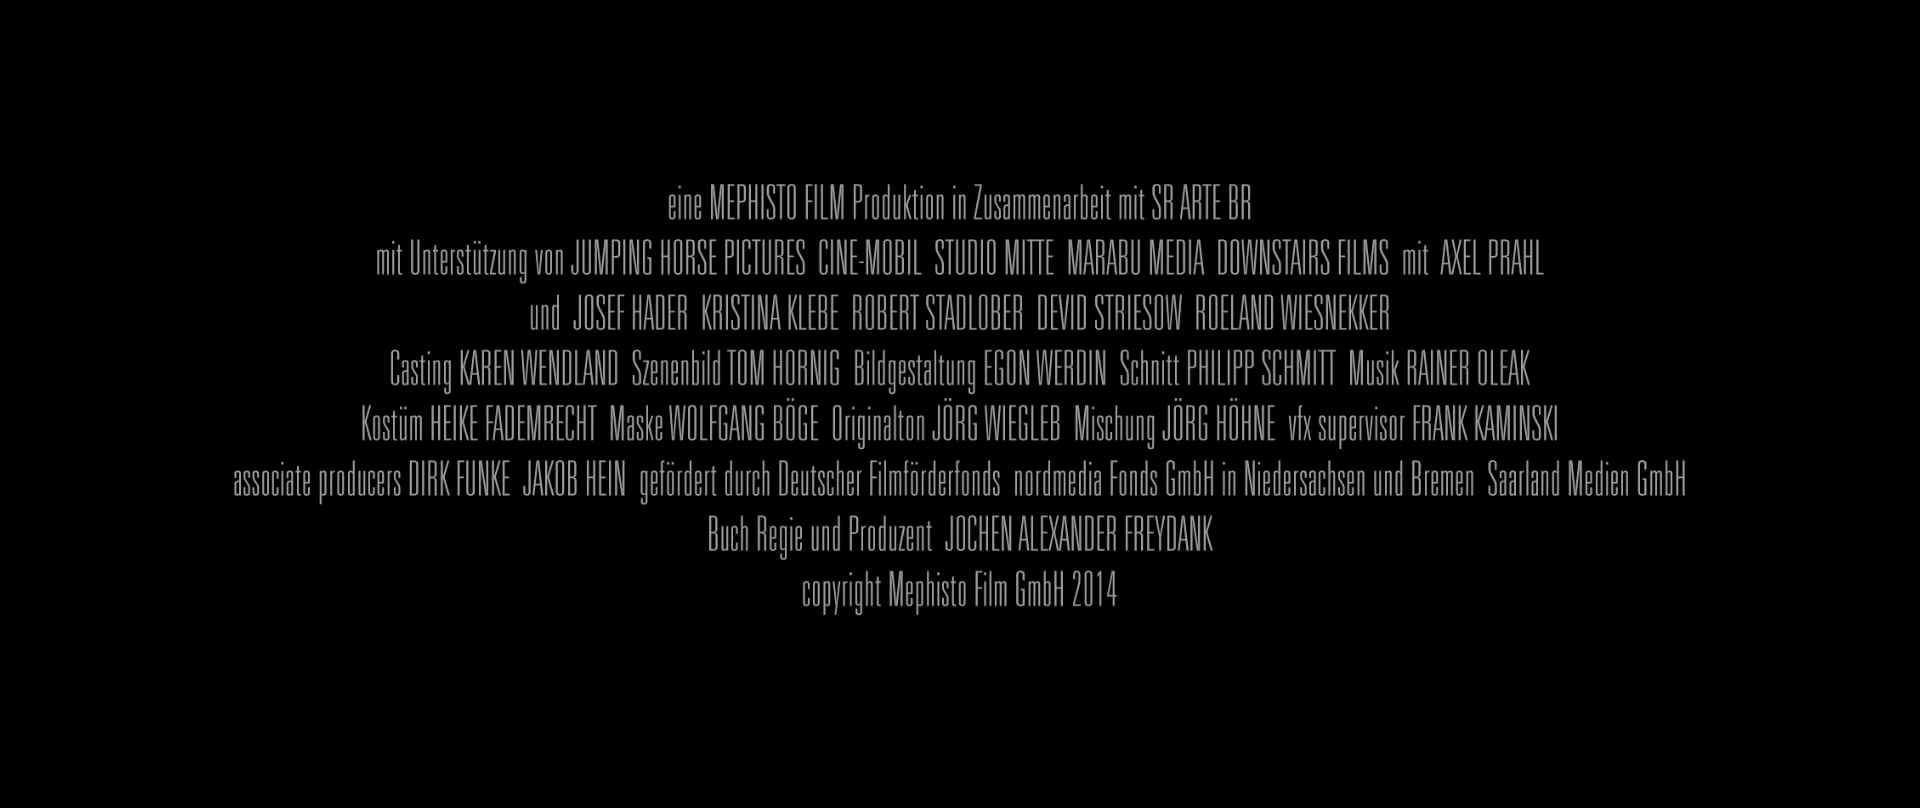 eine MEPHISTO FILM Produktion in Zusammenarbeit mit SR ARTE BR
mit Unterstützung von JUMPING HORSE PICTURES CINE-MOBIL STUDIO MITTE MARABU MEDIA DOWNSTAIRS FILMS mit AXEL PRAHL
und JOSEF HADER KRISTINA KLEBE ROBERT STADLOBER DEVID STRIESOW ROELAND WIESNEKKER
Casting KAREN WENDLAND Szenenbild TOM HORNIG Bildgestaltung EGON WERDIN Schnitt PHILIPP SCHMITT Musik RAINER OLEAK
Kostüm HEIKE FADEMRECHT Maske WOLFGANG BÖGE Originalton JÖRG WIEGLEB Mischung JÖRG HÖHNE vfx supervisor FRANK KAMINSKI
associate producers DIRK FUNKE JAKOB HEIN gefördert durch Deutscher Filmförderfonds nordmedia Fonds GmbH in Niedersachsen und Bremen Saarland Medien GmbH
Buch Regie und Produzent JOCHEN ALEXANDER FREYDANK
copyright Mephisto Film GmbH 2014